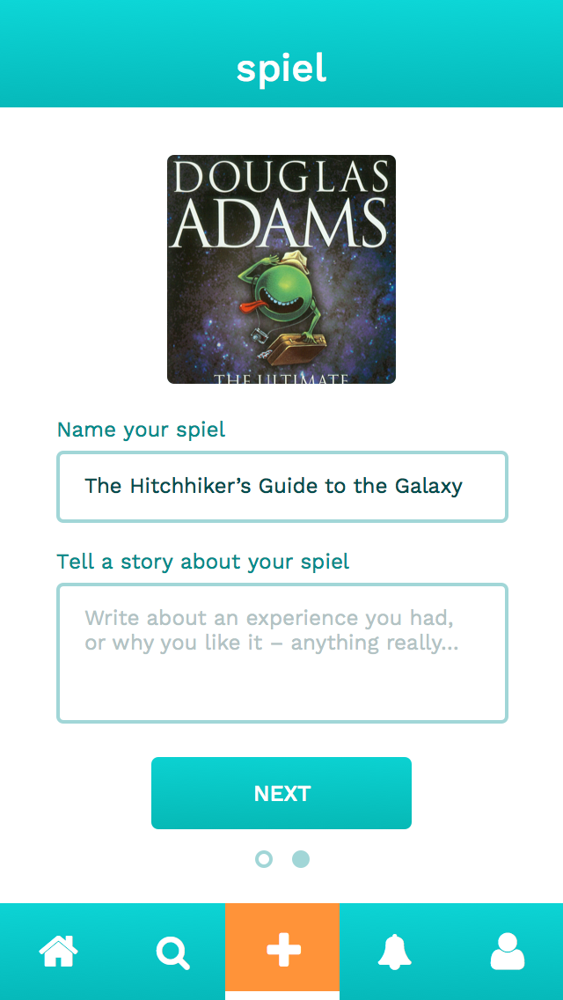 spiel
DOUGLAS
ADAMS
THE ULTIMATE
Name your spiel
The Hitchhiker’s Guide to the Galaxy
Tell a story about your spiel
Write about an experience you had,
or why you like it – anything really...
NEXT